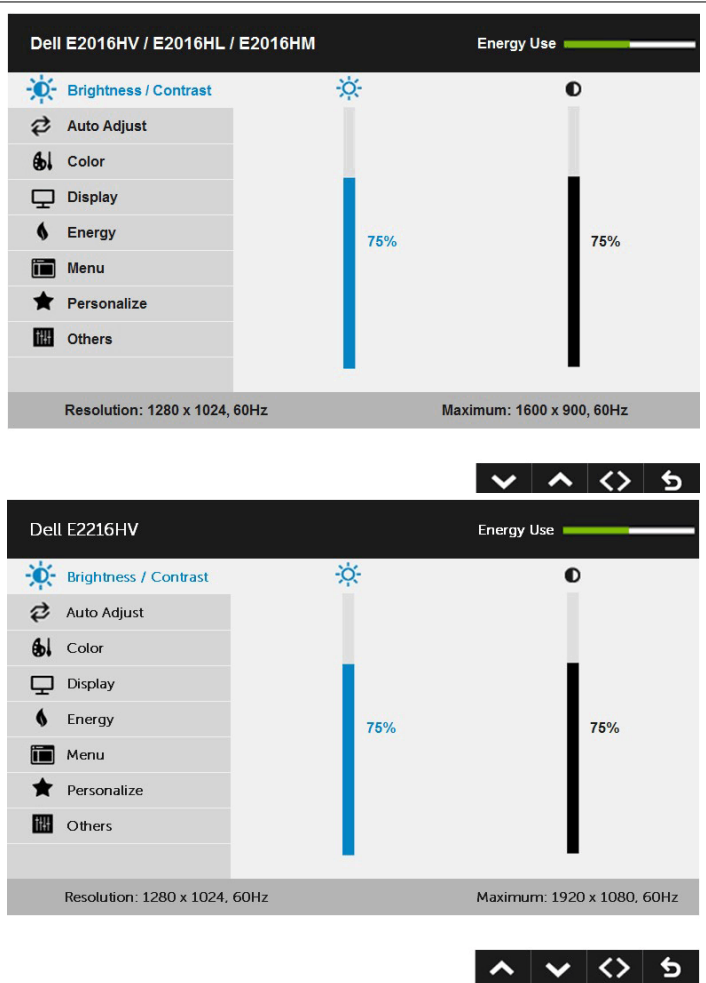 Dell E2016HV / E2016HL / E2016HM Energy Use
Brightness / Contrast
Auto Adjust
Color
Display
Energy
75% 75%
Menu
Personalize
Others
Resolution: 1280 x 1024, 60Hz Maximum: 1600 x 900, 60Hz
Dell E2216HV Energy Use
Brightness / Contrast
Auto Adjust
Color
Display
Energy
75% 75%
Menu
Personalize
Others
Resolution: 1280 x 1024, 60Hz Maximum: 1920 x 1080, 60Hz